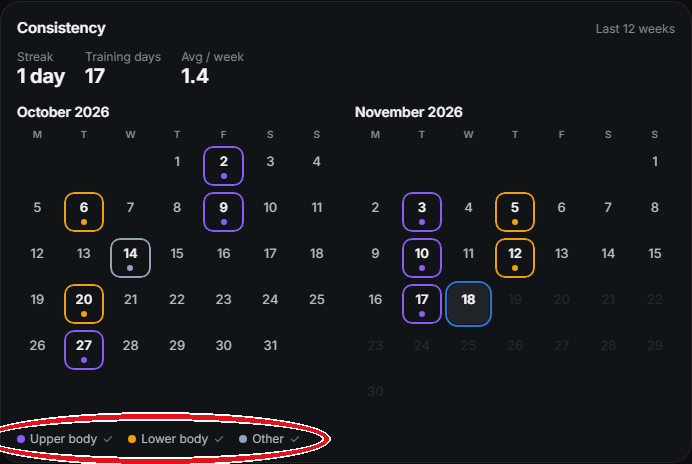 Consistency
Last 12 weeks
Streak Training days Avg / week
1 day 17 1.4
October 2026
M T W T F S S
1 2 3 4
5 6 7 8 9 10 11
12 13 14 15 16 17 18
19 20 21 22 23 24 25
26 27 28 29 30 31
November 2026
M T W T F S S
1
2 3 4 5 6 7 8
9 10 11 12 13 14 15
16 17 18 19 20 21 22
23 24 25 26 27 28 29
30
Upper body ✓ Lower body ✓ Other ✓